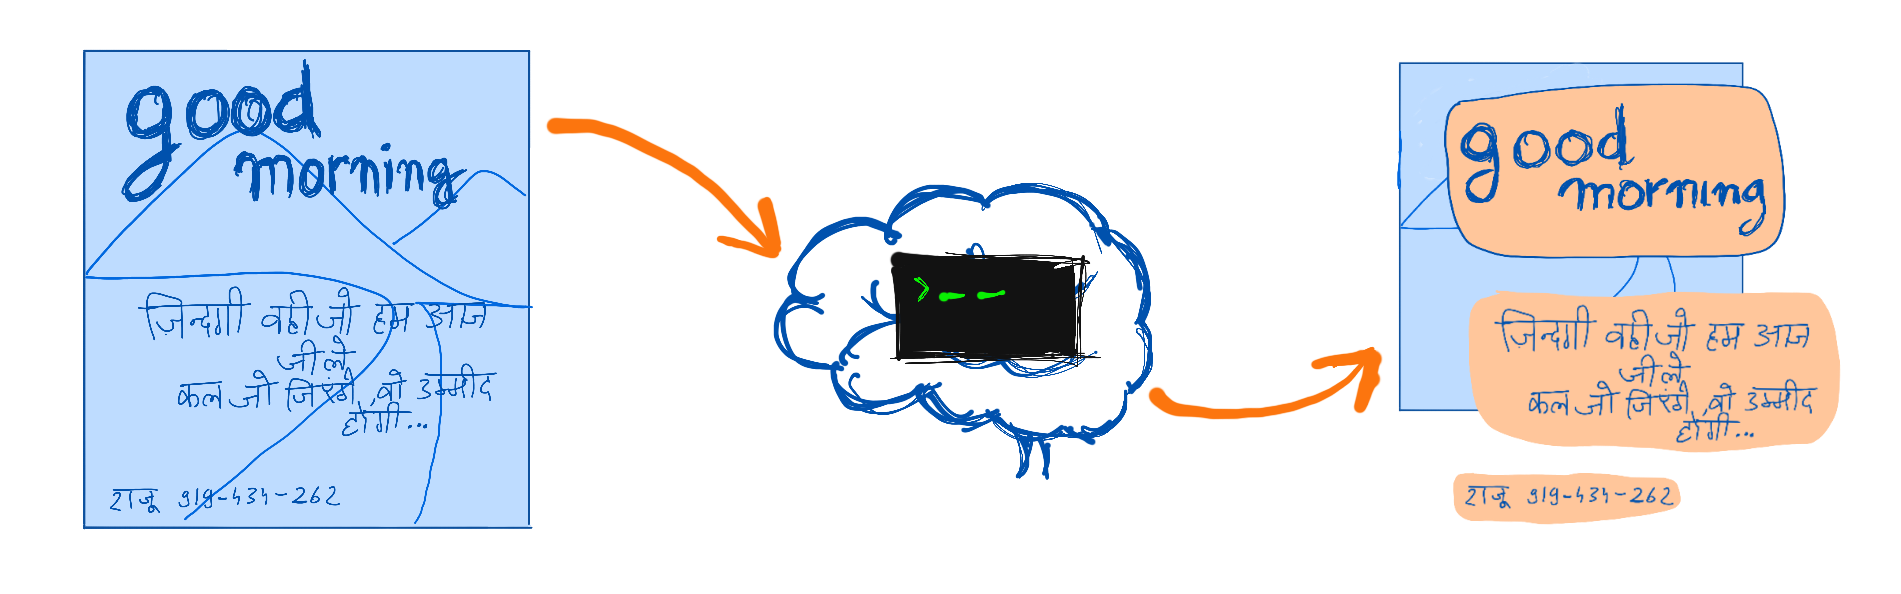 good
morning
ज़िन्दगी वही जो हम आज
जी ले
कल जो जिएंगे, वो उम्मीद
होगी...
राजू 919-434-262
>--
good
morning
ज़िन्दगी वही जो हम आज
जी ले
कल जो जिएंगे, वो उम्मीद
होगी...
राजू 919-434-262